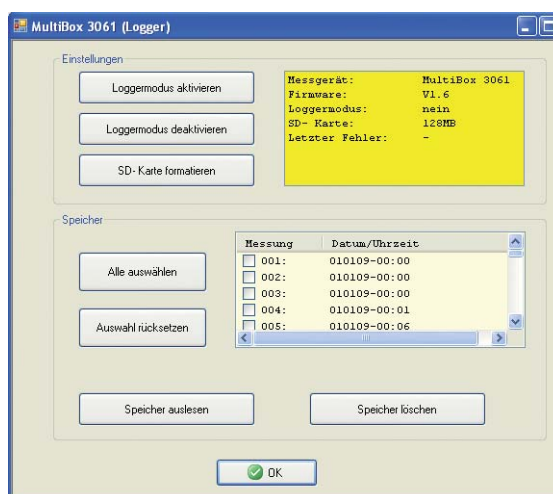 MultiBox 3061 (Logger)
Einstellungen
Loggermodus aktivieren
Loggermodus deaktivieren
SD- Karte formatieren
Messgerät: MultiBox 3061
Firmware: V1.6
Loggermodus: nein
SD- Karte: 128MB
Letzter Fehler: -
Speicher
Alle auswählen
Auswahl rücksetzen
Messung Datum/Uhrzeit
001: 010109-00:00
002: 010109-00:00
003: 010109-00:00
004: 010109-00:01
005: 010109-00:06
Speicher auslesen
Speicher löschen
OK